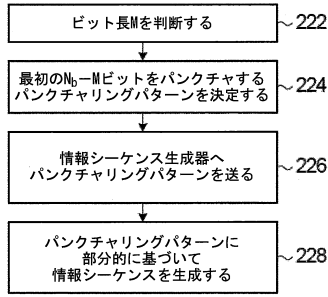 ビット長Mを判断する
222
最初のNb−Mビットをパンクチャする
パンクチャリングパターンを決定する
224
情報シーケンス生成器へ
パンクチャリングパターンを送る
226
パンクチャリングパターンに
部分的に基づいて
情報シーケンスを生成する
228